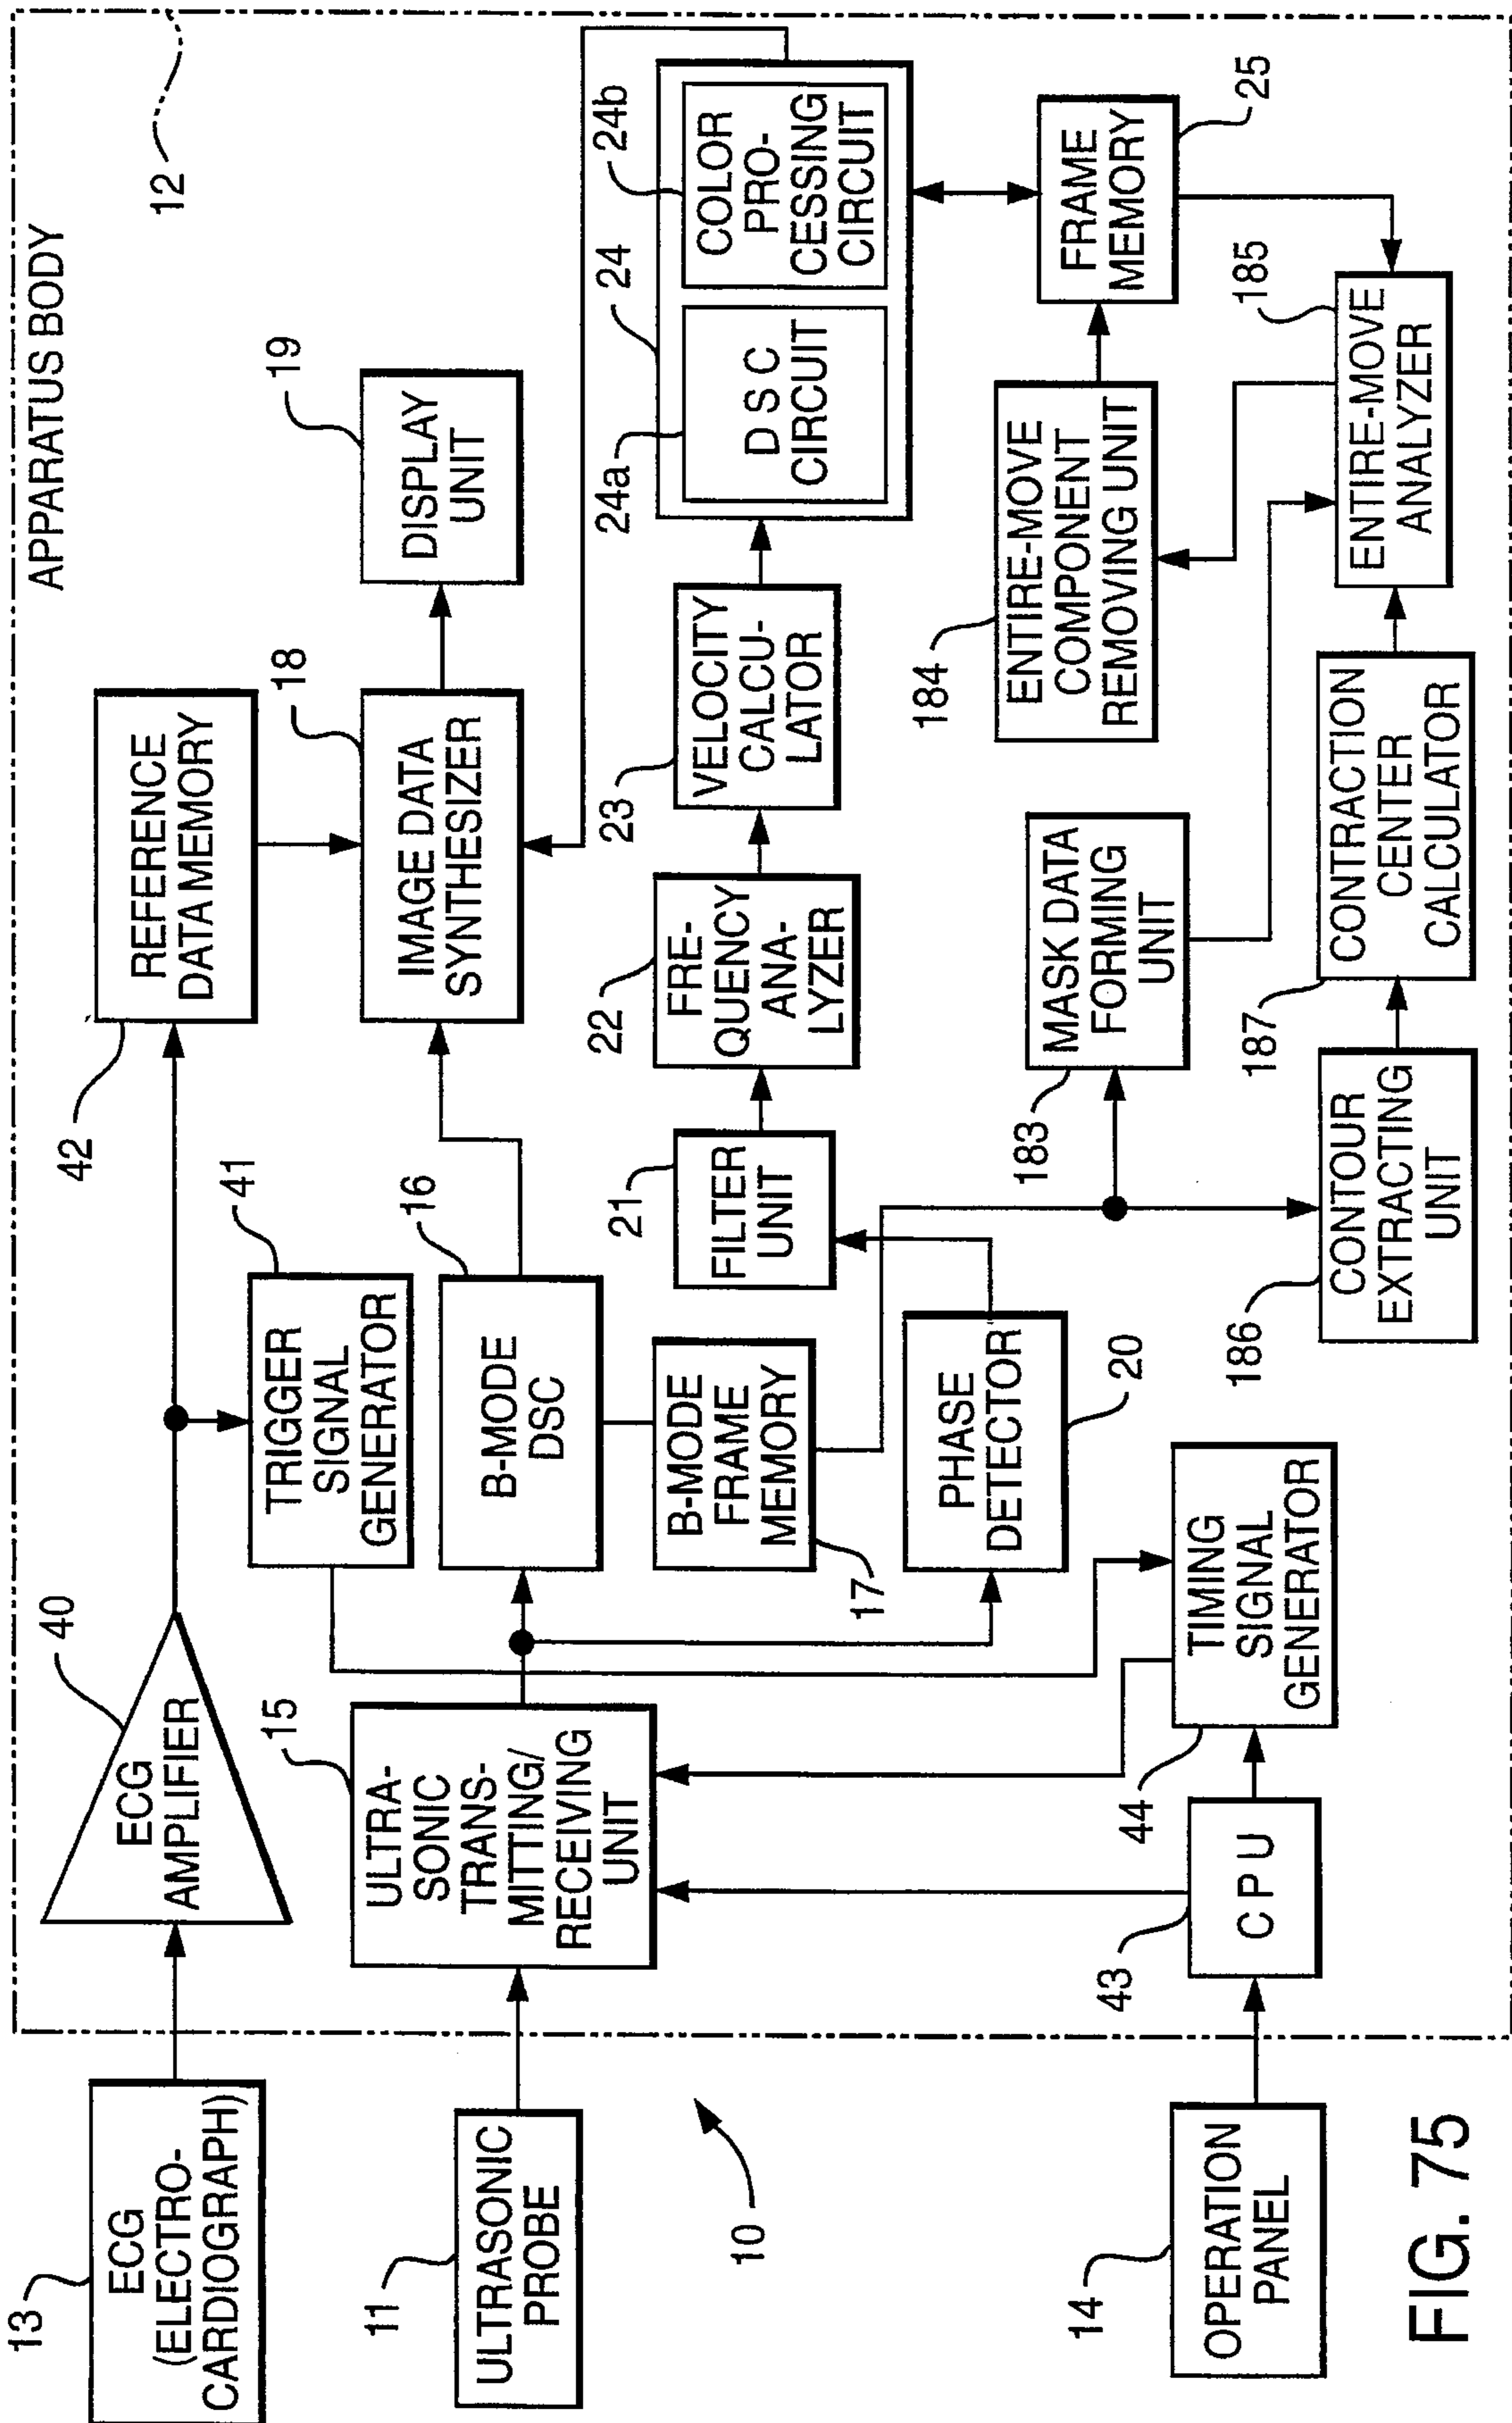 APPARATUS BODY
12
13
ECG
(ELECTRO-
CARDIOGRAPH)
40
ECG
AMPLIFIER
42
REFERENCE
DATA MEMORY
41
TRIGGER
SIGNAL
GENERATOR
11
ULTRASONIC
PROBE
15
ULTRA-
SONIC
TRANS-
MITTING/
RECEIVING
UNIT
16
B-MODE
DSC
18
IMAGE DATA
SYNTHESIZER
19
DISPLAY
UNIT
B-MODE
FRAME
MEMORY
17
21
FILTER
UNIT
22
FRE-
QUENCY
ANA-
LYZER
23
VELOCITY
CALCU-
LATOR
24
24a
D S C
CIRCUIT
24b
COLOR
PRO-
CESSING
CIRCUIT
10
PHASE
DETECTOR
20
183
MASK DATA
FORMING
UNIT
184
ENTIRE-MOVE
COMPONENT
REMOVING UNIT
FRAME
MEMORY
25
14
OPERATION
PANEL
43
C P U
44
TIMING
SIGNAL
GENERATOR
186
CONTOUR
EXTRACTING
UNIT
187
CONTRACTION
CENTER
CALCULATOR
185
ENTIRE-MOVE
ANALYZER
FIG. 75